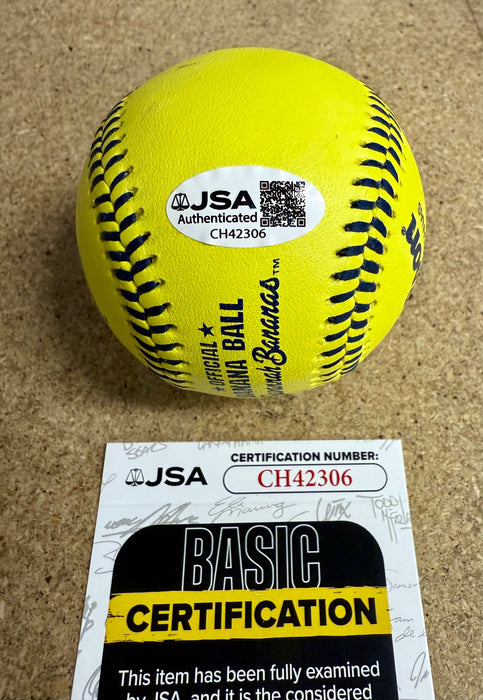 JSA
Authenticated
CH42306
★ OFFICIAL ★
BANANA BALL
Savannah Bananas™
JSA
CERTIFICATION NUMBER:
CH42306
BASIC
CERTIFICATION
This item has been fully examined
by JSA, and it is the considered